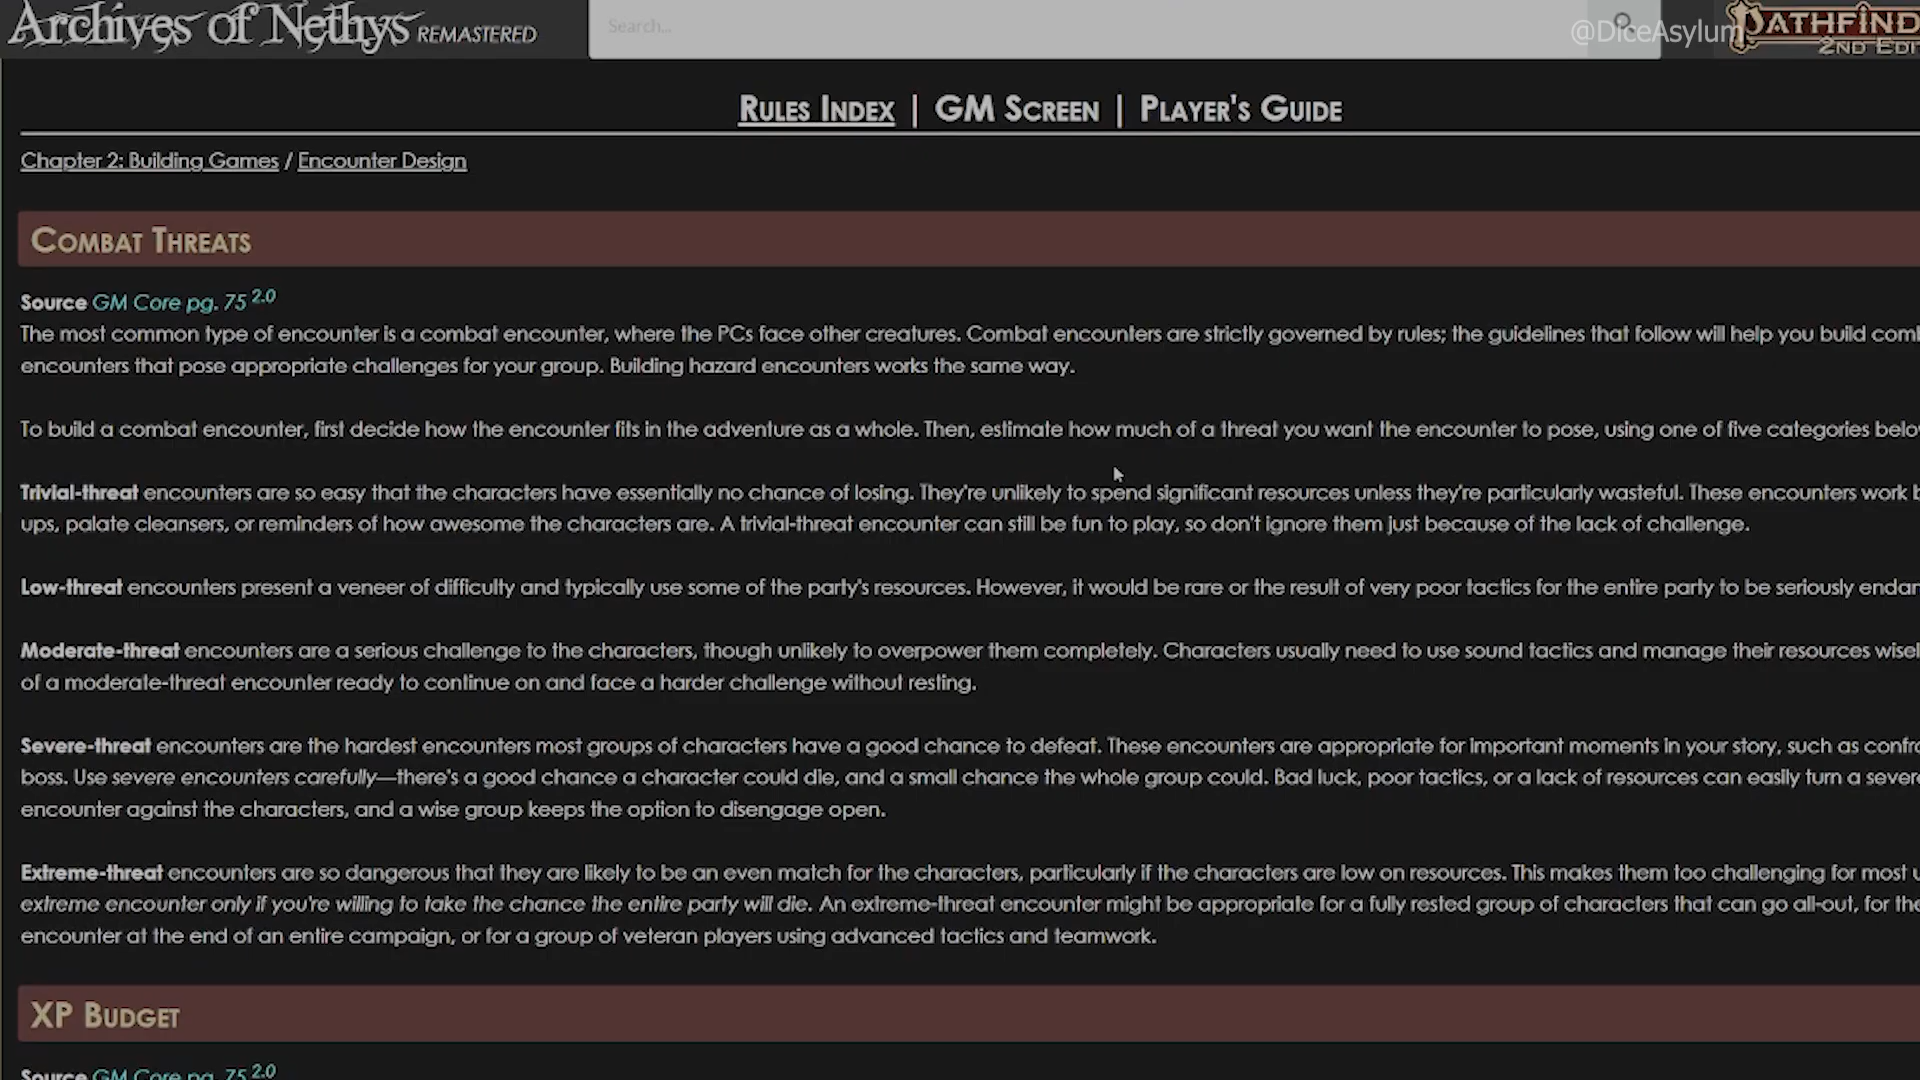 Archives of Nethys REMASTERED
Search...
@DiceAsylum
2ND
RULES INDEX | GM SCREEN | PLAYER'S GUIDE
Chapter 2: Building Games / Encounter Design
COMBAT THREATS
Source GM Core pg. 75 2.0
The most common type of encounter is a combat encounter, where the PCs face other creatures. Combat encounters are strictly governed by rules; the guidelines that follow will help you build
encounters that pose appropriate challenges for your group. Building hazard encounters works the same way.
To build a combat encounter, first decide how the encounter fits in the adventure as a whole. Then, estimate how much of a threat you want the encounter to pose, using one of five categories
Trivial-threat encounters are so easy that the characters have essentially no chance of losing. They're unlikely to spend significant resources unless they're particularly wasteful. These encounters work
ups, palate cleansers, or reminders of how awesome the characters are. A trivial-threat encounter can still be fun to play, so don't ignore them just because of the lack of challenge.
Low-threat encounters present a veneer of difficulty and typically use some of the party's resources. However, it would be rare or the result of very poor tactics for the entire party to be seriously
Moderate-threat encounters are a serious challenge to the characters, though unlikely to overpower them completely. Characters usually need to use sound tactics and manage their resources
of a moderate-threat encounter ready to continue on and face a harder challenge without resting.
Severe-threat encounters are the hardest encounters most groups of characters have a good chance to defeat. These encounters are appropriate for important moments in your story, such as
boss. Use severe encounters carefully—there's a good chance a character could die, and a small chance the whole group could. Bad luck, poor tactics, or a lack of resources can easily turn a
encounter against the characters, and a wise group keeps the option to disengage open.
Extreme-threat encounters are so dangerous that they are likely to be an even match for the characters, particularly if the characters are low on resources. This makes them too challenging for most
extreme encounter only if you're willing to take the chance the entire party will die. An extreme-threat encounter might be appropriate for a fully rested group of characters that can go all-out, for the
encounter at the end of an entire campaign, or for a group of veteran players using advanced tactics and teamwork.
XP BUDGET
Source GM Core pg. 75 2.0